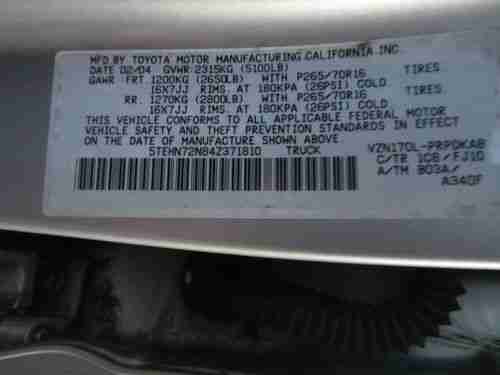 MFD BY TOYOTA MOTOR MANUFACTURING,CALIFORNIA INC.
DATE 02/04 GVWR 2315KG (5100LB)
GAWR FRT. 1200KG (2650LB) WITH P265/70R16 TIRES
16X7JJ RIMS. AT 180KPA (26PSI) COLD
RR. 1270KG (2800LB) WITH P265/70R16 TIRES
16X7JJ RIMS. AT 180KPA (26PSI) COLD
THIS VEHICLE CONFORMS TO ALL APPLICABLE FEDERAL MOTOR
VEHICLE SAFETY STANDARDS IN EFFECT ON THE DATE OF
MANUFACTURE SHOWN ABOVE.
5TEHN72N84Z371810 TRUCK
VZN170L-PRPDKAB
C/TR 1C8/FJ10
A/TM B03A/
A340F